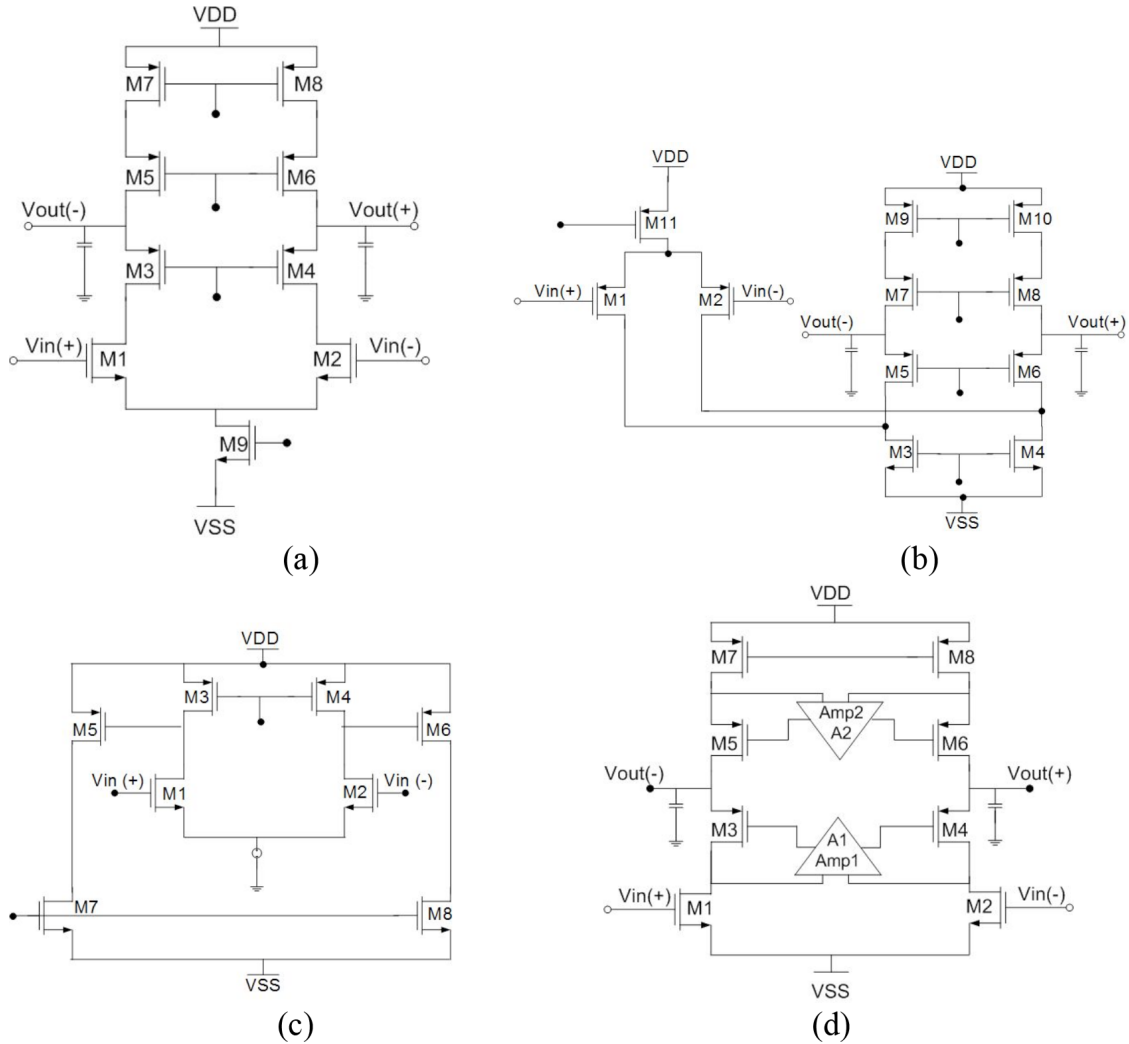 VDD
M7 M8
M5 M6
Vout(-) Vout(+)
M3 M4
Vin(+) M1 M2 Vin(-)
M9
VSS
(a)
VDD
M11
Vin(+) M1 M2 Vin(-)
VDD
M9 M10
M7 M8
Vout(-) Vout(+)
M5 M6
M3 M4
VSS
(b)
VDD
M3 M4
M5 M6
Vin (+) M1 M2 Vin (-)
M7 M8
VSS
(c)
VDD
M7 M8
Amp2
A2
M5 M6
Vout(-) Vout(+)
M3 M4
A1
Amp1
Vin(+) M1 M2 Vin(-)
VSS
(d)